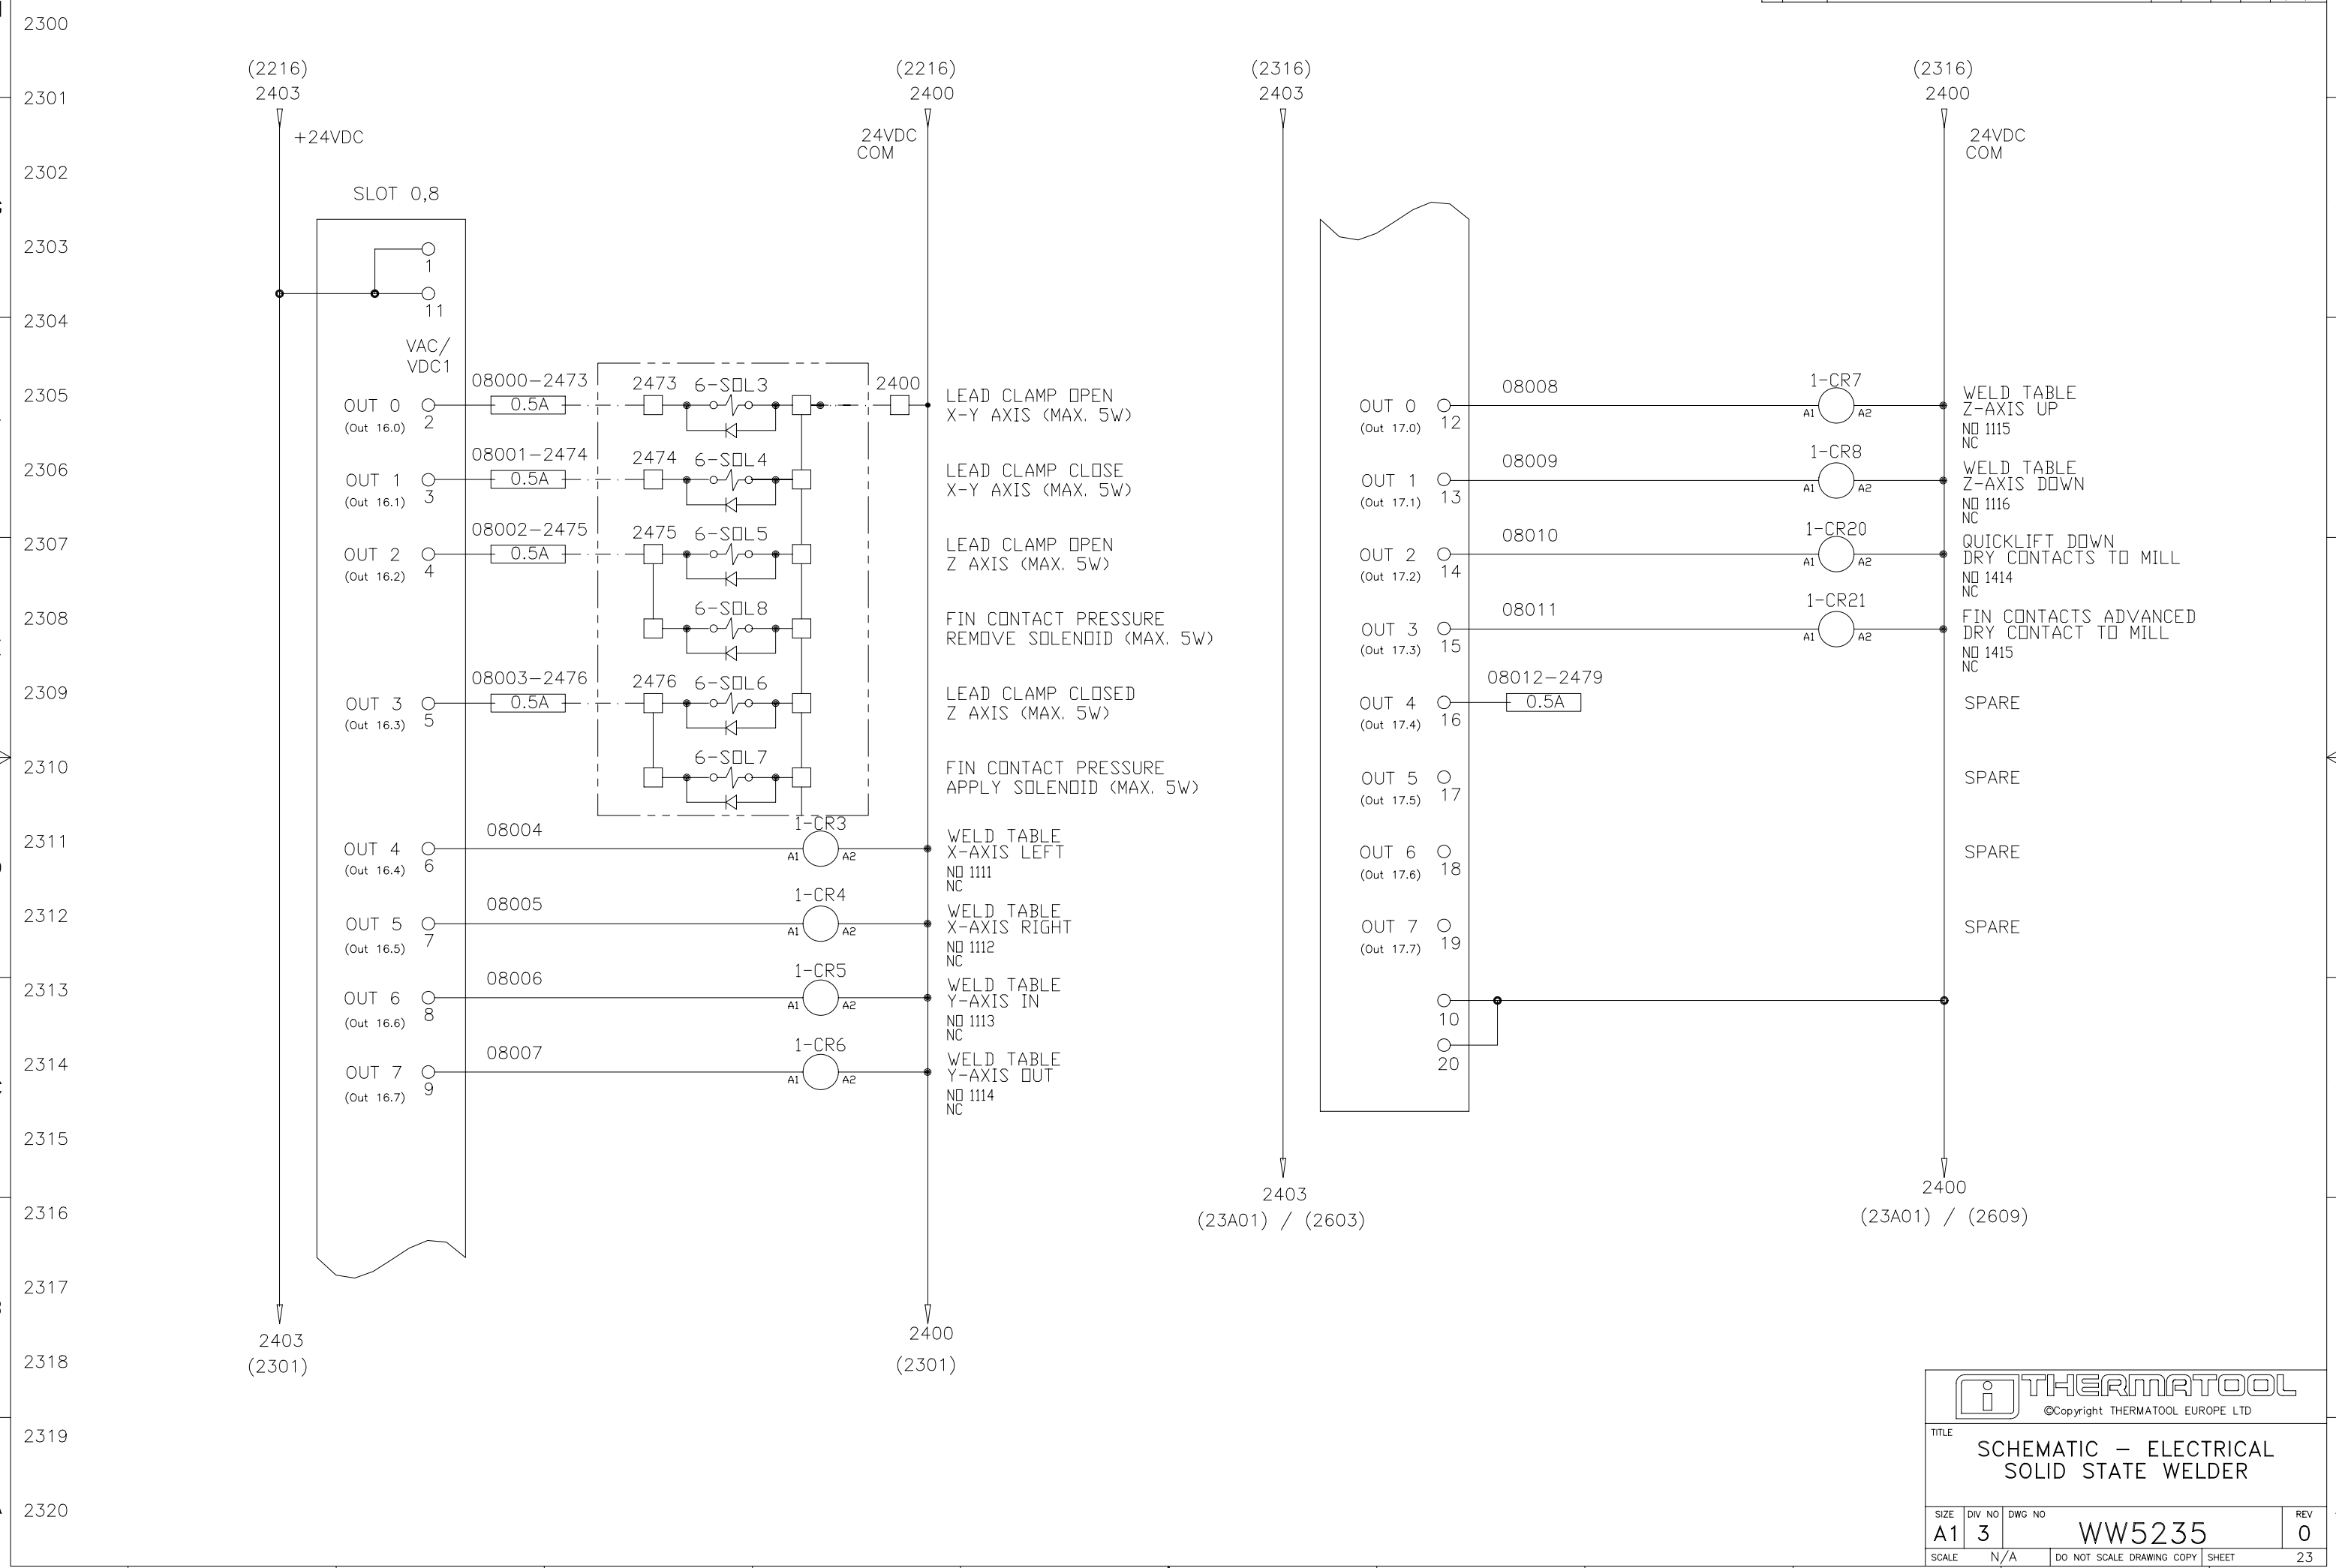 2300
2301
2302
2303
2304
2305
2306
2307
2308
2309
2310
2311
2312
2313
2314
2315
2316
2317
2318
2319
2320
(2216)
2403
+24VDC
(2216)
2400
24VDC
COM
SLOT 0,8
1
11
VAC/
VDC1
OUT 0
(Out 16.0)
2
08000-2473
0.5A
2473
6-SOL3
2400
LEAD CLAMP OPEN
X-Y AXIS (MAX. 5W)
OUT 1
(Out 16.1)
3
08001-2474
0.5A
2474
6-SOL4
LEAD CLAMP CLOSE
X-Y AXIS (MAX. 5W)
OUT 2
(Out 16.2)
4
08002-2475
0.5A
2475
6-SOL5
LEAD CLAMP OPEN
Z AXIS (MAX. 5W)
6-SOL8
FIN CONTACT PRESSURE
REMOVE SOLENOID (MAX. 5W)
OUT 3
(Out 16.3)
5
08003-2476
0.5A
2476
6-SOL6
LEAD CLAMP CLOSED
Z AXIS (MAX. 5W)
6-SOL7
FIN CONTACT PRESSURE
APPLY SOLENOID (MAX. 5W)
OUT 4
(Out 16.4)
6
08004
1-CR3
A1
A2
WELD TABLE
X-AXIS LEFT
NO 1111
NC
OUT 5
(Out 16.5)
7
08005
1-CR4
A1
A2
WELD TABLE
X-AXIS RIGHT
NO 1112
NC
OUT 6
(Out 16.6)
8
08006
1-CR5
A1
A2
WELD TABLE
Y-AXIS IN
NO 1113
NC
OUT 7
(Out 16.7)
9
08007
1-CR6
A1
A2
WELD TABLE
Y-AXIS OUT
NO 1114
NC
2403
(2301)
2400
(2301)
(2316)
2403
(2316)
2400
24VDC
COM
OUT 0
(Out 17.0)
12
08008
1-CR7
A1
A2
WELD TABLE
Z-AXIS UP
NO 1115
NC
OUT 1
(Out 17.1)
13
08009
1-CR8
A1
A2
WELD TABLE
Z-AXIS DOWN
NO 1116
NC
OUT 2
(Out 17.2)
14
08010
1-CR20
A1
A2
QUICKLIFT DOWN
DRY CONTACTS TO MILL
NO 1414
NC
OUT 3
(Out 17.3)
15
08011
1-CR21
A1
A2
FIN CONTACTS ADVANCED
DRY CONTACT TO MILL
NO 1415
NC
OUT 4
(Out 17.4)
16
08012-2479
0.5A
SPARE
OUT 5
(Out 17.5)
17
SPARE
OUT 6
(Out 17.6)
18
SPARE
OUT 7
(Out 17.7)
19
SPARE
10
20
2403
(23A01) / (2603)
2400
(23A01) / (2609)
THERMATOOL
©Copyright THERMATOOL EUROPE LTD
TITLE
SCHEMATIC - ELECTRICAL
SOLID STATE WELDER
SIZE
A1
DIV NO
3
DWG NO
WW5235
REV
0
SCALE N/A
DO NOT SCALE DRAWING COPY
SHEET 23